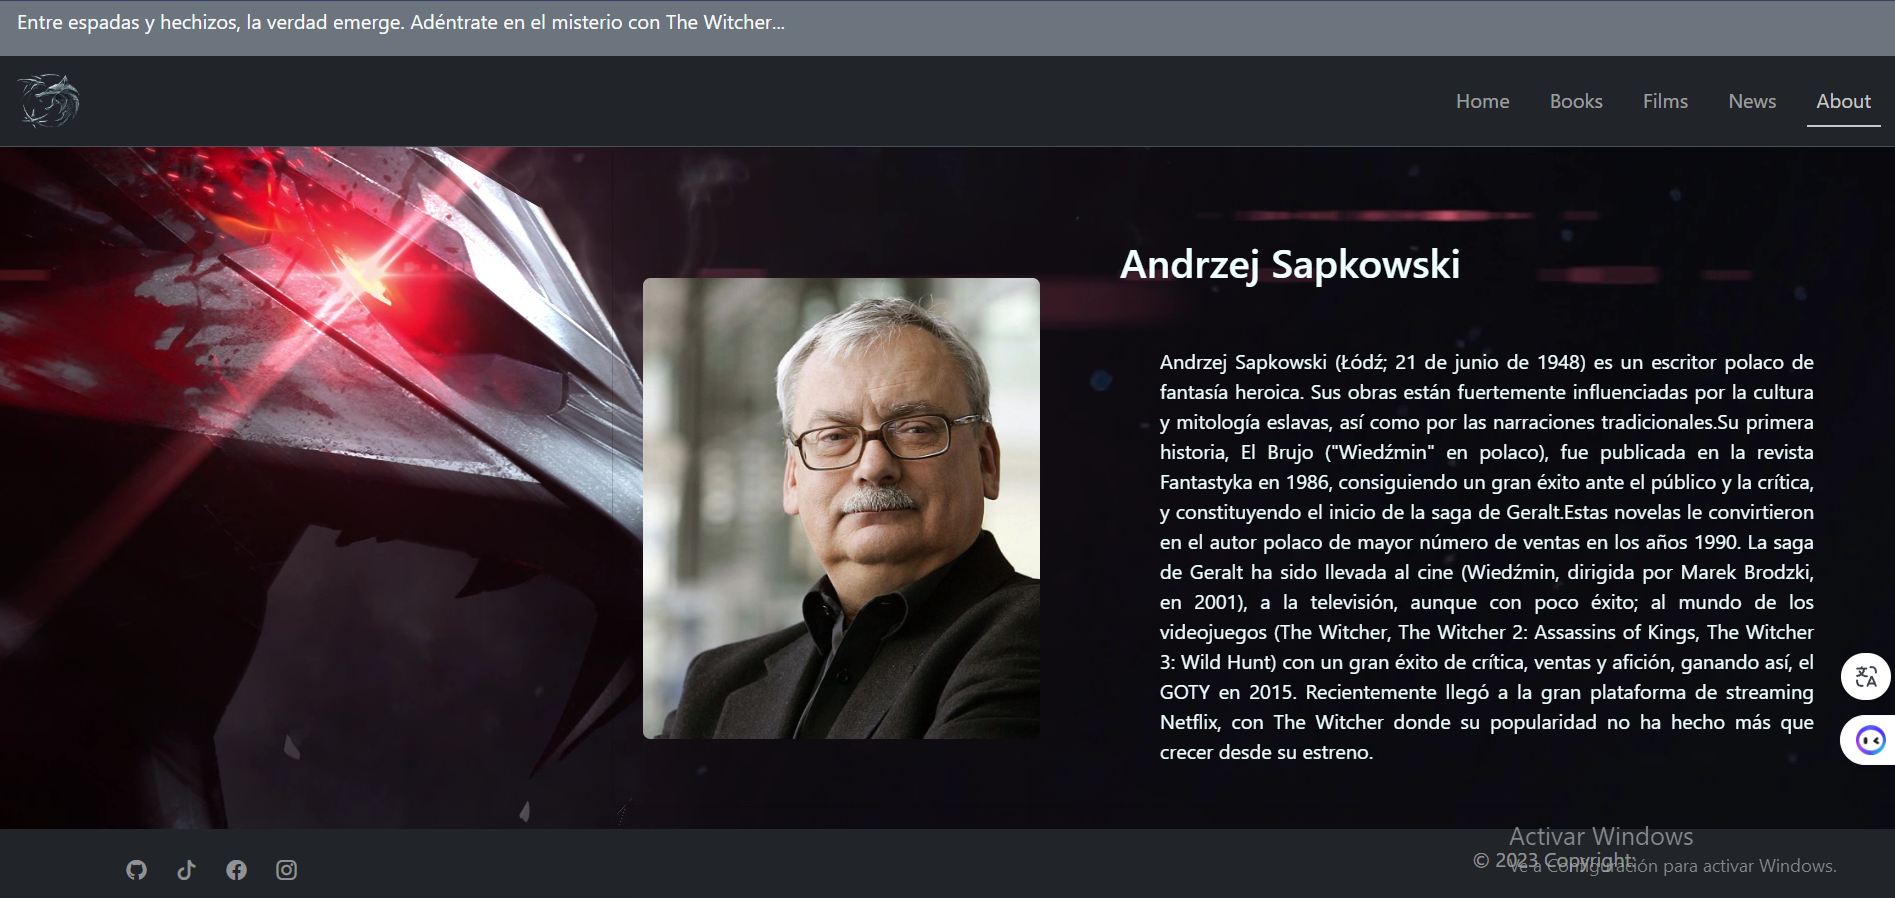 Entre espadas y hechizos, la verdad emerge. Adéntrate en el misterio con The Witcher...
Home
Books
Films
News
About
Andrzej Sapkowski
Andrzej Sapkowski (Łódź; 21 de junio de 1948) es un escritor polaco de
fantasía heroica. Sus obras están fuertemente influenciadas por la cultura
y mitología eslavas, así como por las narraciones tradicionales.Su primera
historia, El Brujo ("Wiedźmin" en polaco), fue publicada en la revista
Fantastyka en 1986, consiguiendo un gran éxito ante el público y la crítica,
y constituyendo el inicio de la saga de Geralt.Estas novelas le convirtieron
en el autor polaco de mayor número de ventas en los años 1990. La saga
de Geralt ha sido llevada al cine (Wiedźmin, dirigida por Marek Brodzki,
en 2001), a la televisión, aunque con poco éxito; al mundo de los
videojuegos (The Witcher, The Witcher 2: Assassins of Kings, The Witcher
3: Wild Hunt) con un gran éxito de crítica, ventas y afición, ganando así, el
GOTY en 2015. Recientemente llegó a la gran plataforma de streaming
Netflix, con The Witcher donde su popularidad no ha hecho más que
crecer desde su estreno.
文A
Activar Windows
© 2023 Copyright:
Ve a Configuración para activar Windows.